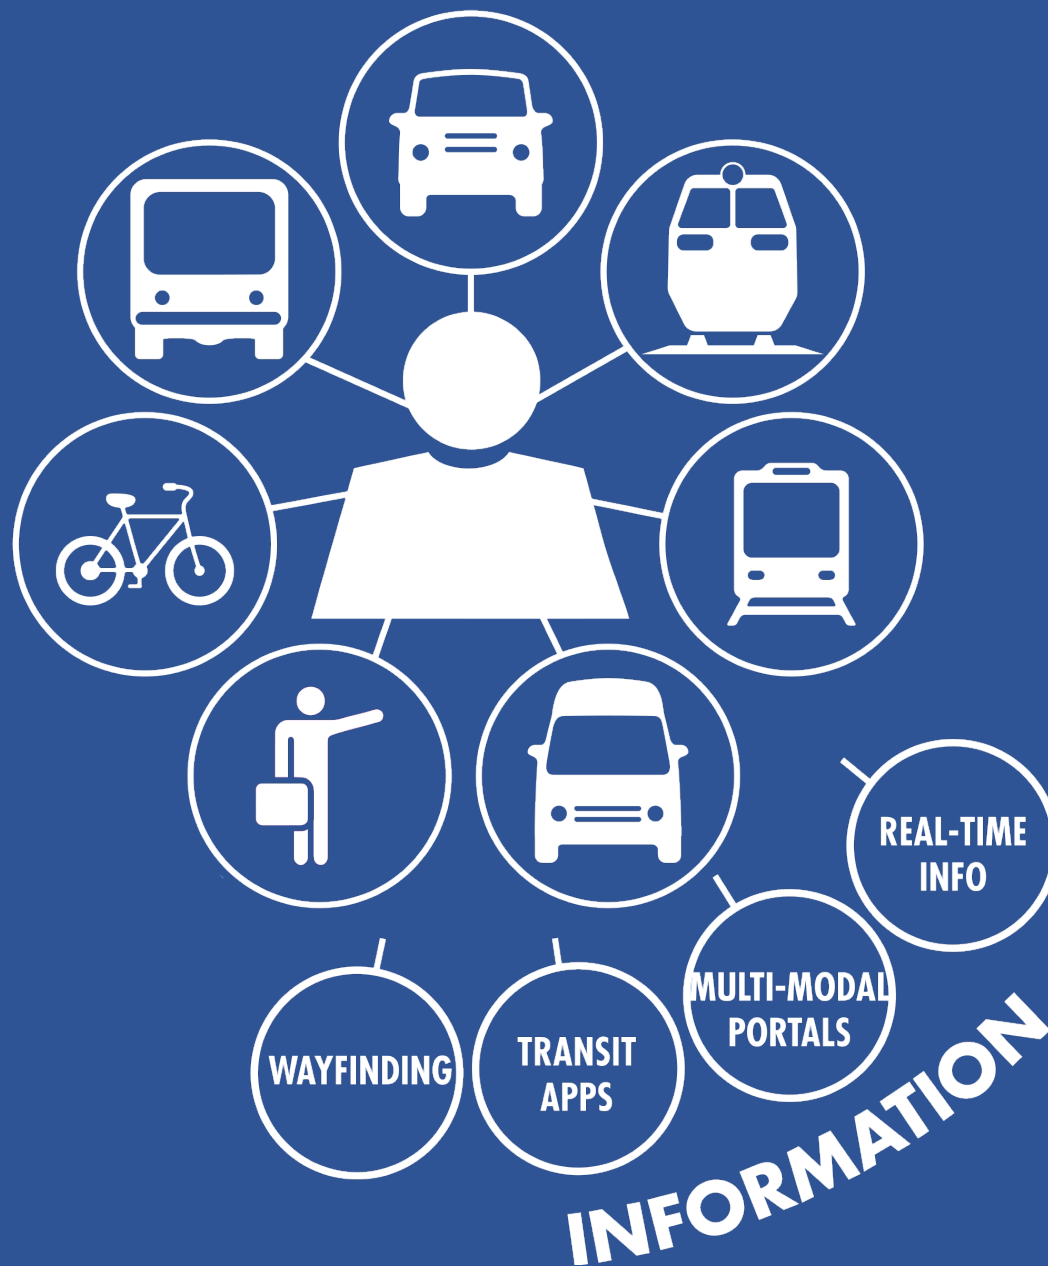 REAL-TIME
INFO
MULTI-MODAL
PORTALS
TRANSIT
APPS
WAYFINDING
INFORMATION